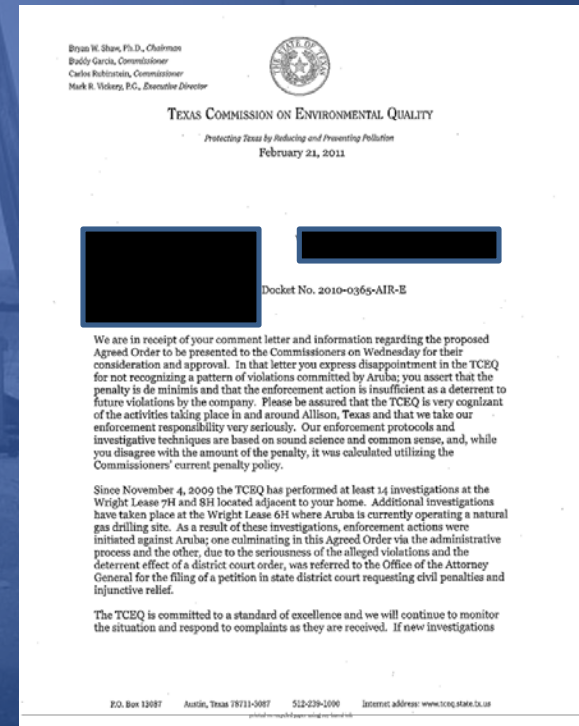 Bryan W. Shaw, Ph.D., Chairman
Buddy Garcia, Commissioner
Carlos Rubinstein, Commissioner
Mark R. Vickery, P.G., Executive Director
TEXAS COMMISSION ON ENVIRONMENTAL QUALITY
Protecting Texas by Reducing and Preventing Pollution
February 21, 2011
Docket No. 2010-0365-AIR-E
We are in receipt of your comment letter and information regarding the proposed
Agreed Order to be presented to the Commissioners on Wednesday for their
consideration and approval. In that letter you express disappointment in the TCEQ
for not recognizing a pattern of violations committed by Aruba; you assert that the
penalty is de minimis and that the enforcement action is insufficient as a deterrent to
future violations by the company. Please be assured that the TCEQ is very cognizant
of the activities taking place in and around Allison, Texas and that we take our
enforcement responsibility very seriously. Our enforcement protocols and
investigative techniques are based on sound science and common sense, and, while
you disagree with the amount of the penalty, it was calculated utilizing the
Commissioners' current penalty policy.
Since November 4, 2009 the TCEQ has performed at least 14 investigations at the
Wright Lease 7H and 8H located adjacent to your home. Additional investigations
have taken place at the Wright Lease 6H where Aruba is currently operating a natural
gas drilling site. As a result of these investigations, enforcement actions were
initiated against Aruba; one culminating in this Agreed Order via the administrative
process and the other, due to the seriousness of the alleged violations and the
deterrent effect of a district court order, was referred to the Office of the Attorney
General for the filing of a petition in state district court requesting civil penalties and
injunctive relief.
The TCEQ is committed to a standard of excellence and we will continue to monitor
the situation and respond to complaints as they are received. If new investigations
P.O. Box 13087 Austin, Texas 78711-3087 512-239-1000 Internet address: www.tceq.state.tx.us
printed on recycled paper using soy-based ink